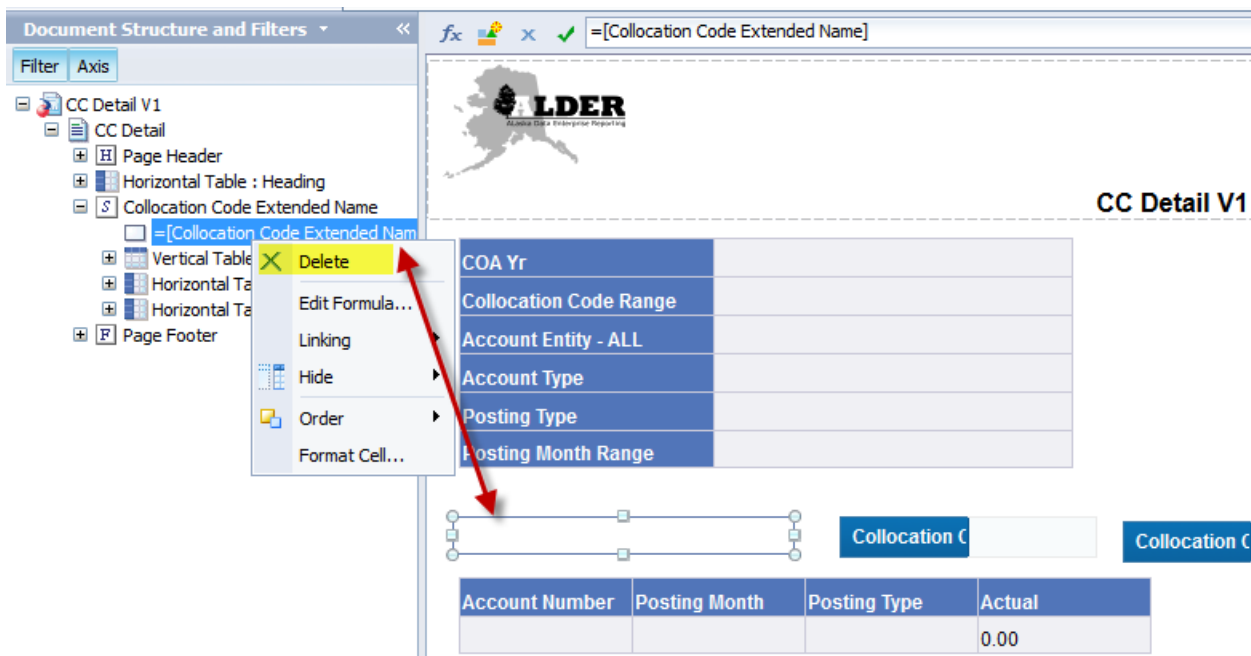 Document Structure and Filters
=[Collocation Code Extended Name]
Filter Axis
CC Detail V1
CC Detail
Page Header
Horizontal Table : Heading
Collocation Code Extended Name
=[Collocation Code Extended Nam
Vertical Table
Horizontal Ta
Horizontal Ta
Page Footer
Delete
Edit Formula...
Linking
Hide
Order
Format Cell...
ALDER
Alaska Data Enterprise Reporting
CC Detail V1
COA Yr
Collocation Code Range
Account Entity - ALL
Account Type
Posting Type
Posting Month Range
Collocation C
Collocation C
Account Number Posting Month Posting Type Actual
0.00